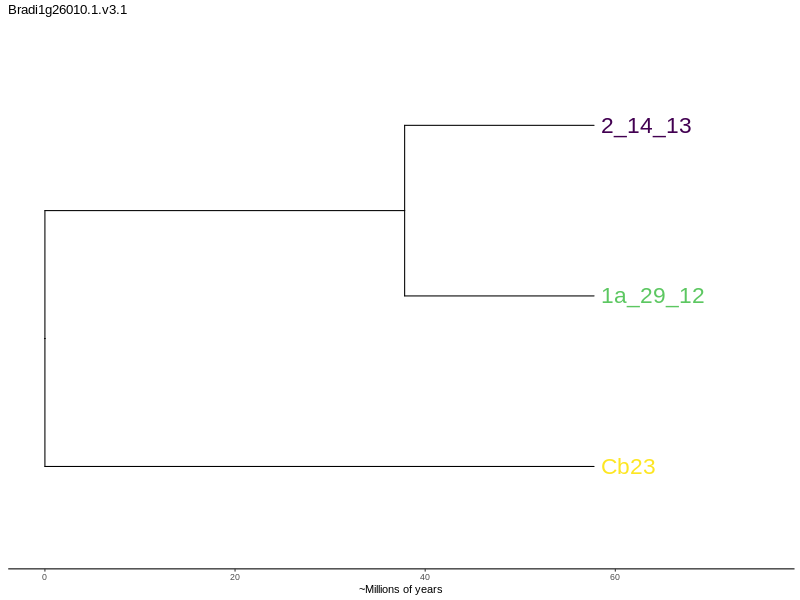 Bradi1g26010.1.v3.1
2_14_13
1a_29_12
Cb23
0 20 40 60
~Millions of years